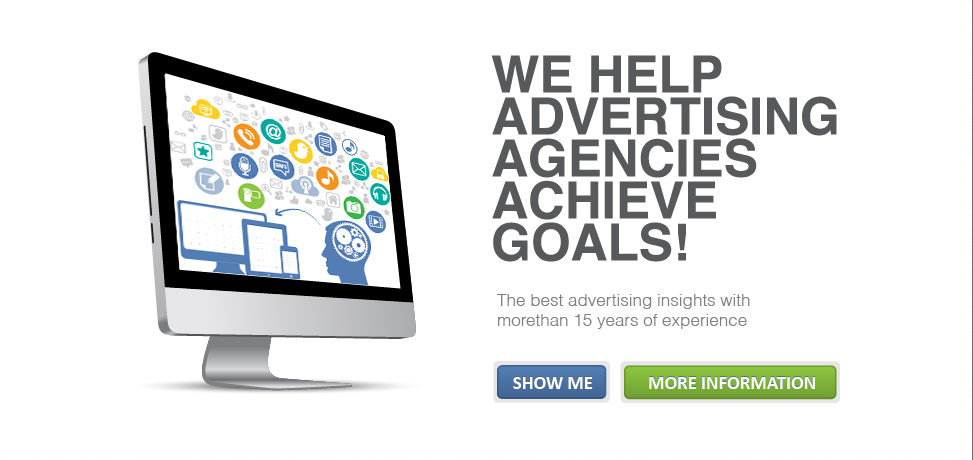 WE HELP
ADVERTISING
AGENCIES
ACHIEVE
GOALS!
The best advertising insights with
morethan 15 years of experience
SHOW ME
MORE INFORMATION
SMS
@